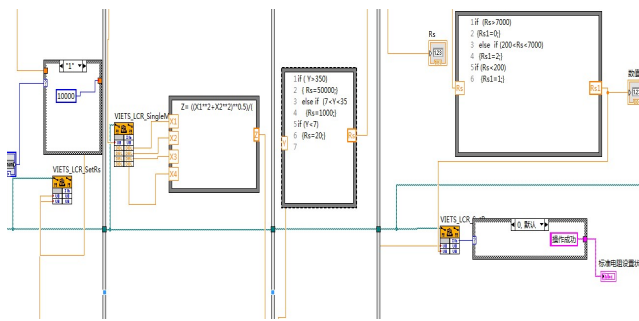 "1"
10000
VIETS_LCR_SetRs
VIETS_LCR_SingleM
X1
X2
X3
X4
Z= ((X1**2+X2**2)**0.5)/(
1 if ( Y>350)
2 { Rs=50000;}
3 else if (7<Y<35
4 {Rs=1000;}
5 if (Y<7)
6 {Rs=20;}
7
Y
Rs
Rs
1 if (Rs>7000)
2 {Rs1=0;}
3 else if (200<Rs<7000)
4 {Rs1=2;}
5 if (Rs<200)
6 {Rs1=1;}
Rs
Rs1
数值
0, 默认
操作成功
标准电阻设置状